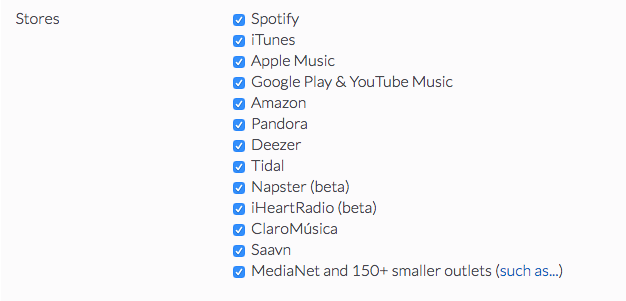 Stores
Spotify
iTunes
Apple Music
Google Play & YouTube Music
Amazon
Pandora
Deezer
Tidal
Napster (beta)
iHeartRadio (beta)
ClaroMúsica
Saavn
MediaNet and 150+ smaller outlets (such as...)